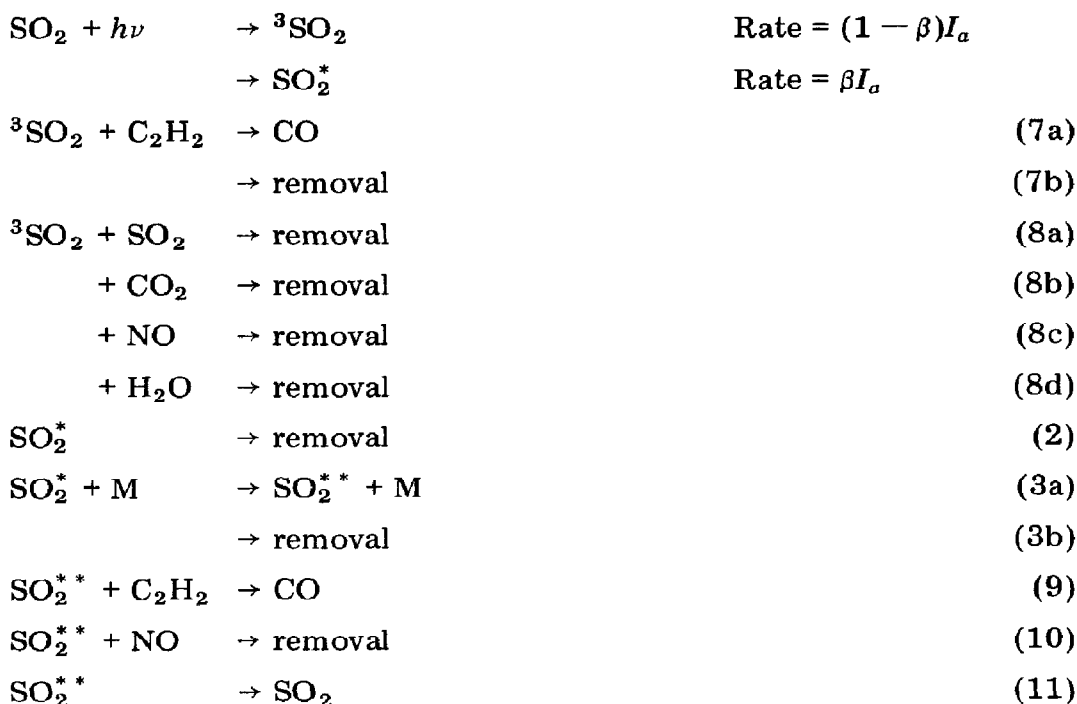 SO₂ + hν → ³SO₂ Rate = (1 — β)Iₐ
→ SO₂* Rate = βIₐ
³SO₂ + C₂H₂ → CO (7a)
→ removal (7b)
³SO₂ + SO₂ → removal (8a)
+ CO₂ → removal (8b)
+ NO → removal (8c)
+ H₂O → removal (8d)
SO₂* → removal (2)
SO₂* + M → SO₂** + M (3a)
→ removal (3b)
SO₂** + C₂H₂ → CO (9)
SO₂** + NO → removal (10)
SO₂** → SO₂ (11)